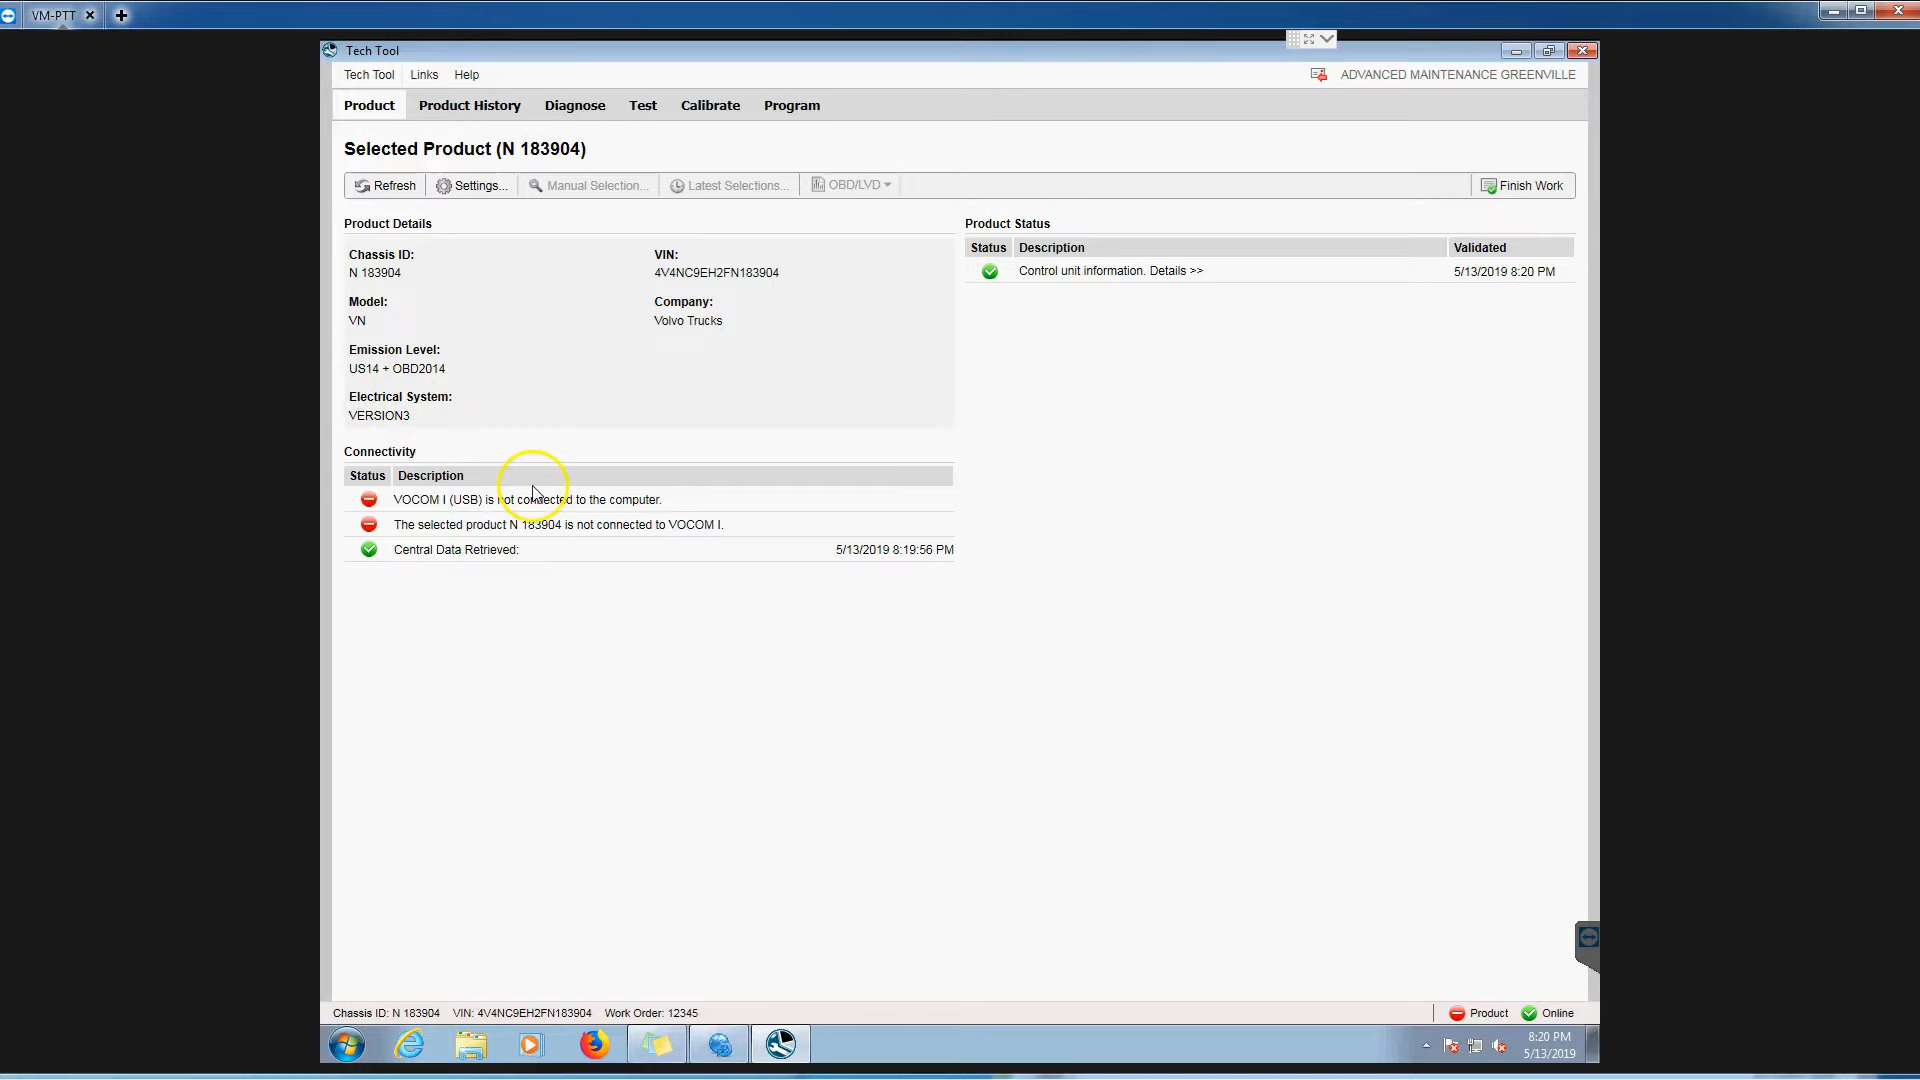 VM-PTT
Tech Tool
Tech Tool Links Help
ADVANCED MAINTENANCE GREENVILLE
Product Product History Diagnose Test Calibrate Program
Selected Product (N 183904)
Refresh Settings... Manual Selection... Latest Selections... OBD/LVD Finish Work
Product Details
Chassis ID: VIN:
N 183904 4V4NC9EH2FN183904
Model: Company:
VN Volvo Trucks
Emission Level:
US14 + OBD2014
Electrical System:
VERSION3
Product Status
Status Description Validated
Control unit information. Details >> 5/13/2019 8:20 PM
Connectivity
Status Description
VOCOM I (USB) is not connected to the computer.
The selected product N 183904 is not connected to VOCOM I.
Central Data Retrieved: 5/13/2019 8:19:56 PM
Chassis ID: N 183904 VIN: 4V4NC9EH2FN183904 Work Order: 12345 Product Online
8:20 PM
5/13/2019